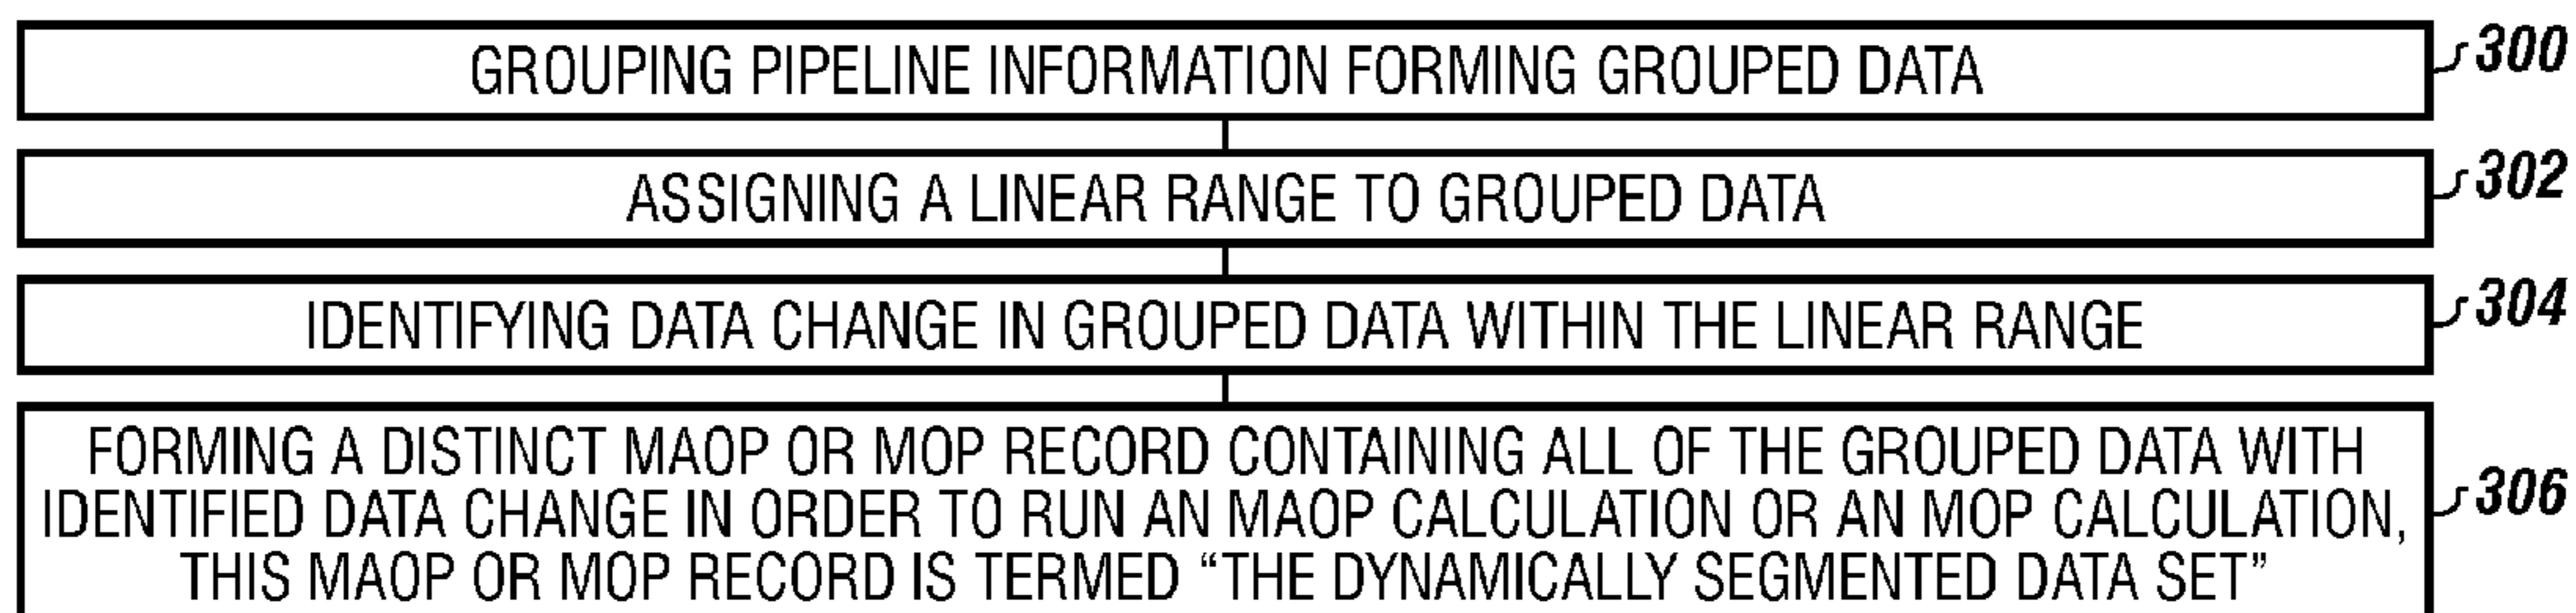 GROUPING PIPELINE INFORMATION FORMING GROUPED DATA
300
ASSIGNING A LINEAR RANGE TO GROUPED DATA
302
IDENTIFYING DATA CHANGE IN GROUPED DATA WITHIN THE LINEAR RANGE
304
FORMING A DISTINCT MAOP OR MOP RECORD CONTAINING ALL OF THE GROUPED DATA WITH
IDENTIFIED DATA CHANGE IN ORDER TO RUN AN MAOP CALCULATION OR AN MOP CALCULATION,
THIS MAOP OR MOP RECORD IS TERMED “THE DYNAMICALLY SEGMENTED DATA SET”
306